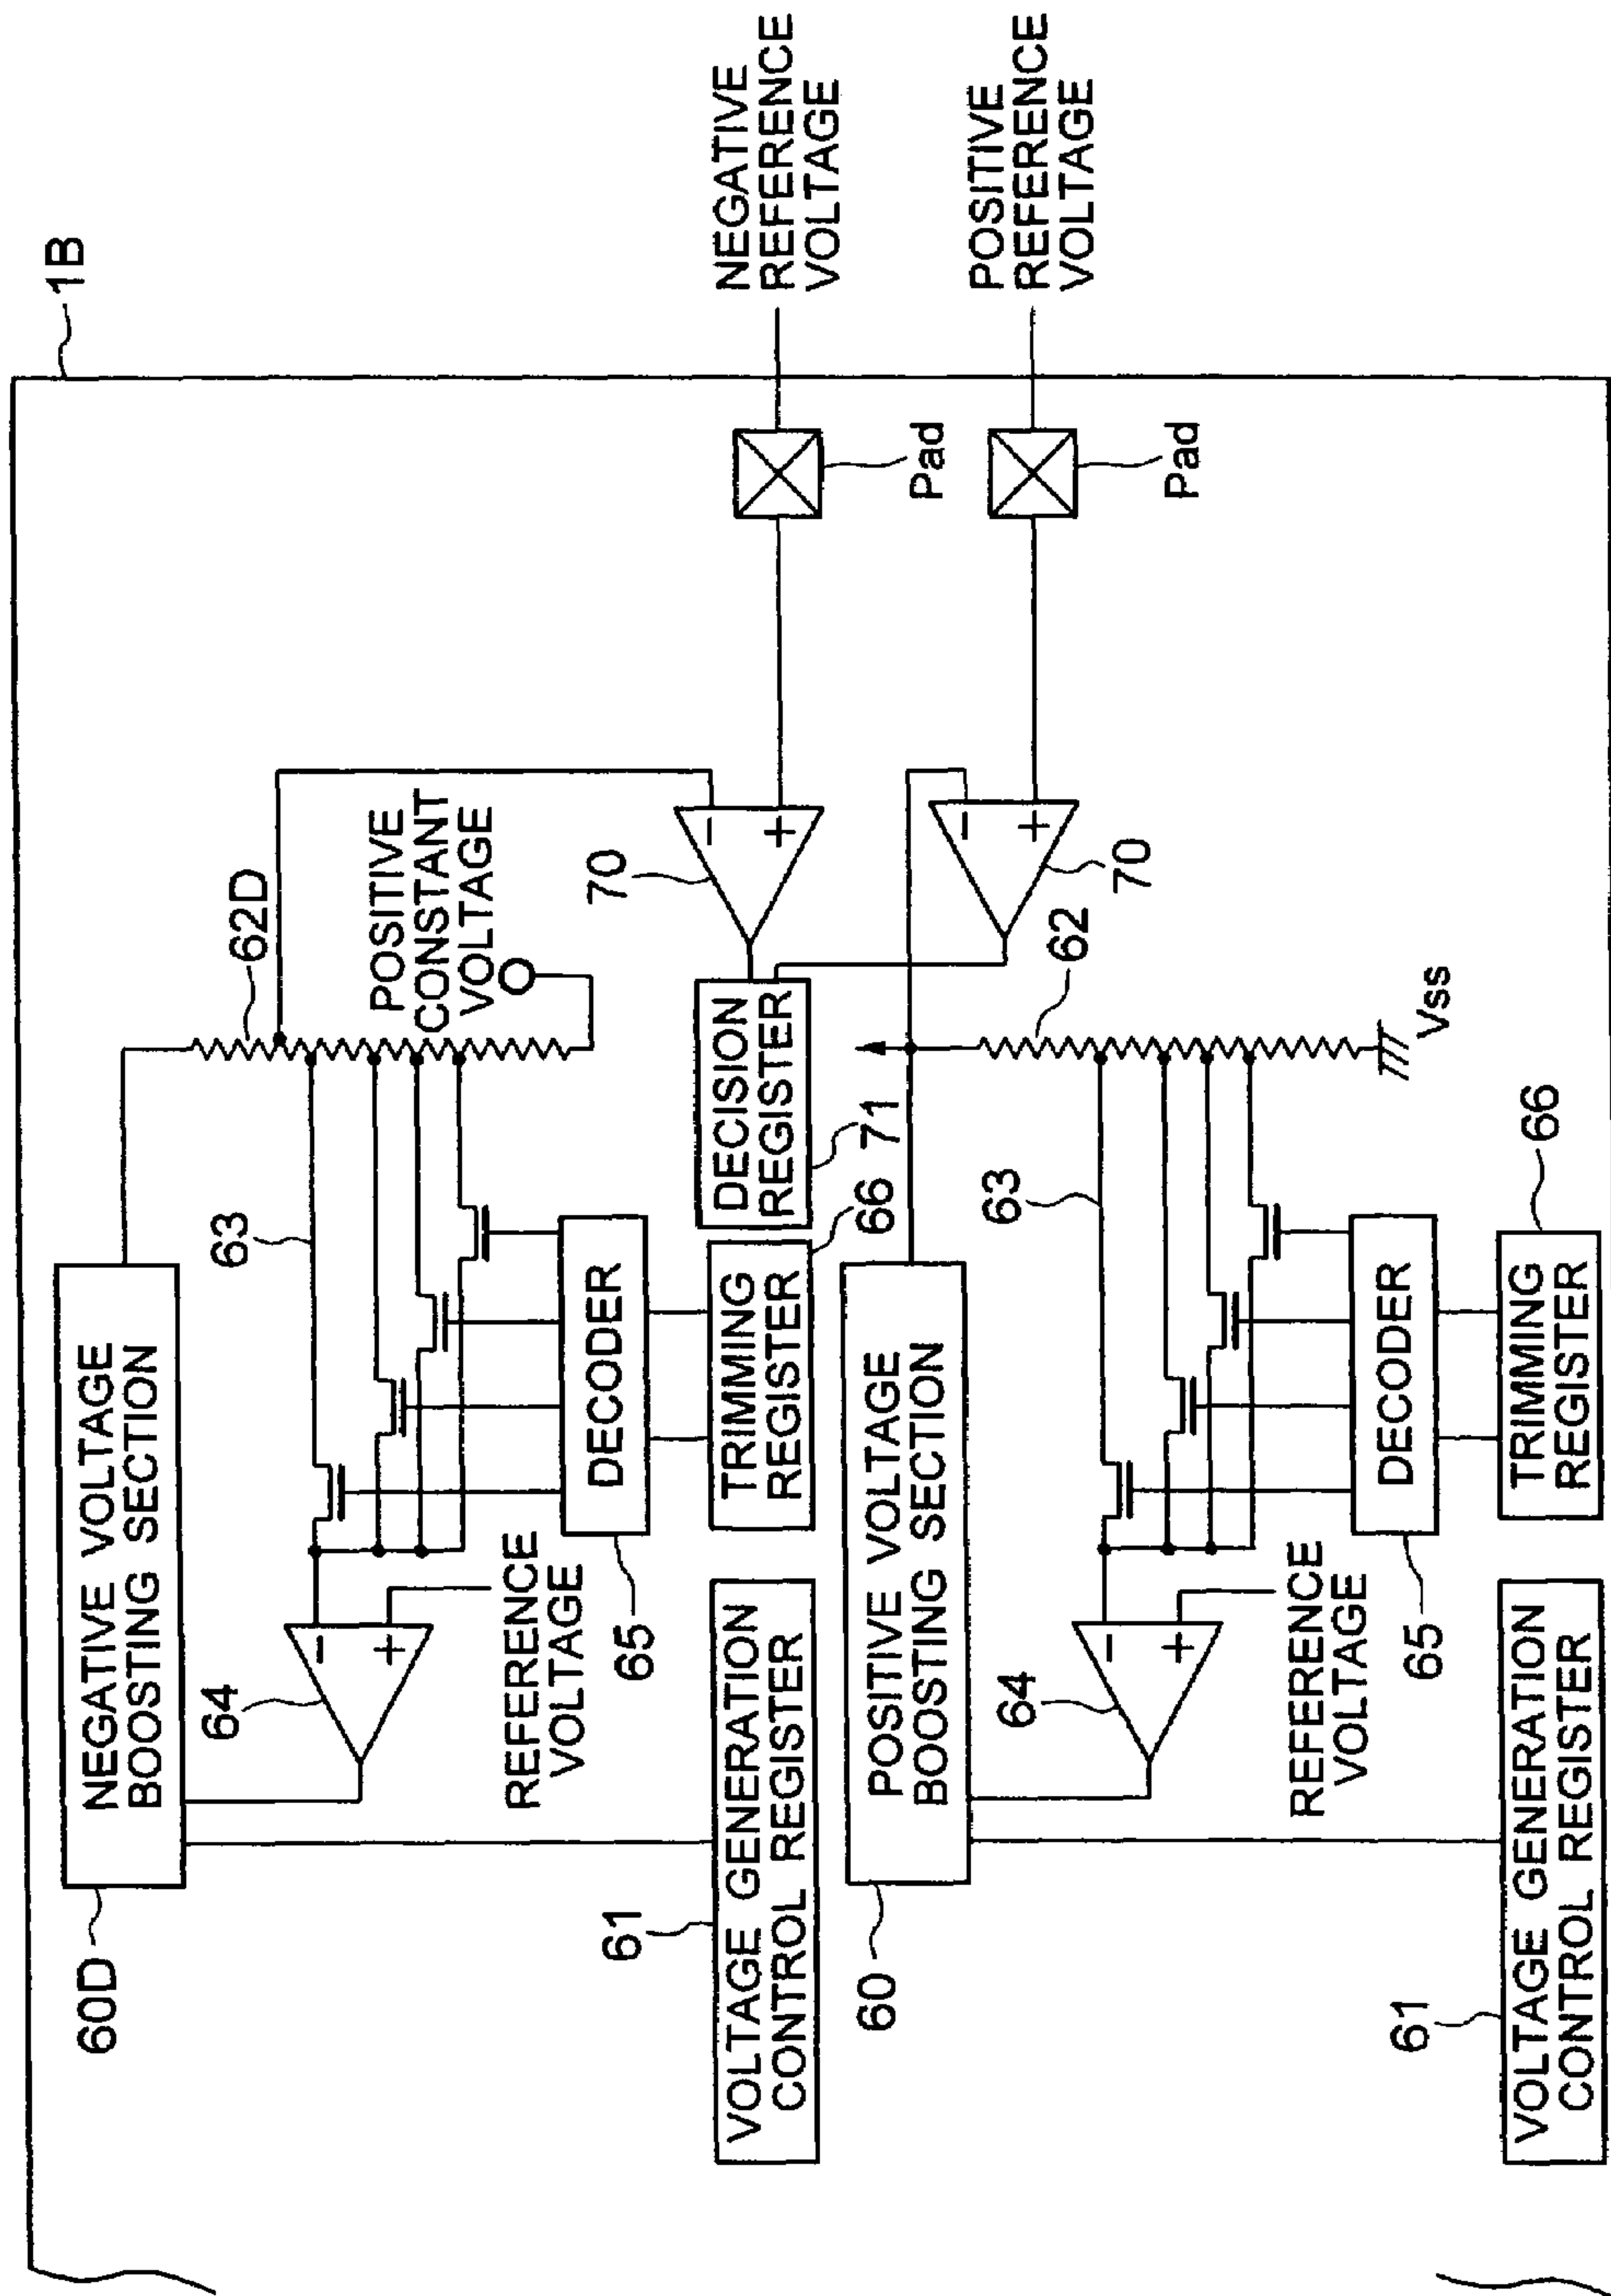 1B
NEGATIVE
REFERENCE
VOLTAGE
POSITIVE
REFERENCE
VOLTAGE
Pad
Pad
60D
NEGATIVE VOLTAGE
BOOSTING SECTION
62D
POSITIVE
CONSTANT
VOLTAGE
63
64
REFERENCE
VOLTAGE
-
+
DECODER
65
70
-
+
61
VOLTAGE GENERATION
CONTROL REGISTER
TRIMMING
REGISTER
66
DECISION
REGISTER
71
60
POSITIVE VOLTAGE
BOOSTING SECTION
70
-
+
62
Vss
63
64
-
+
REFERENCE
VOLTAGE
DECODER
65
61
VOLTAGE GENERATION
CONTROL REGISTER
TRIMMING
REGISTER
66